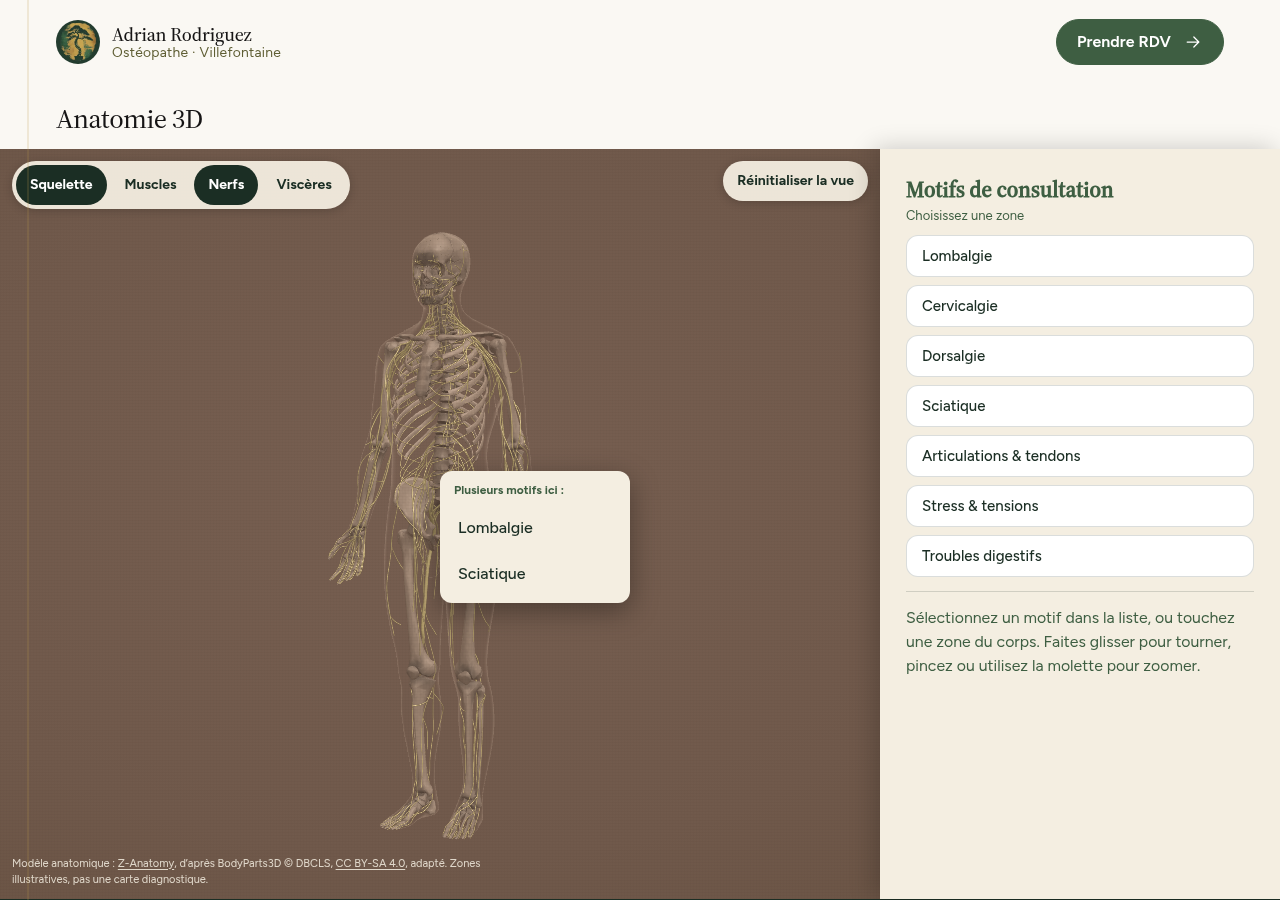 Adrian Rodriguez
Ostéopathe · Villefontaine
Prendre RDV →
Anatomie 3D
Squelette
Muscles
Nerfs
Viscères
Réinitialiser la vue
Plusieurs motifs ici :
Lombalgie
Sciatique
Modèle anatomique : Z-Anatomy, d'après BodyParts3D © DBCLS, CC BY-SA 4.0, adapté. Zones
illustratives, pas une carte diagnostique.
Motifs de consultation
Choisissez une zone
Lombalgie
Cervicalgie
Dorsalgie
Sciatique
Articulations & tendons
Stress & tensions
Troubles digestifs
Sélectionnez un motif dans la liste, ou touchez
une zone du corps. Faites glisser pour tourner,
pincez ou utilisez la molette pour zoomer.